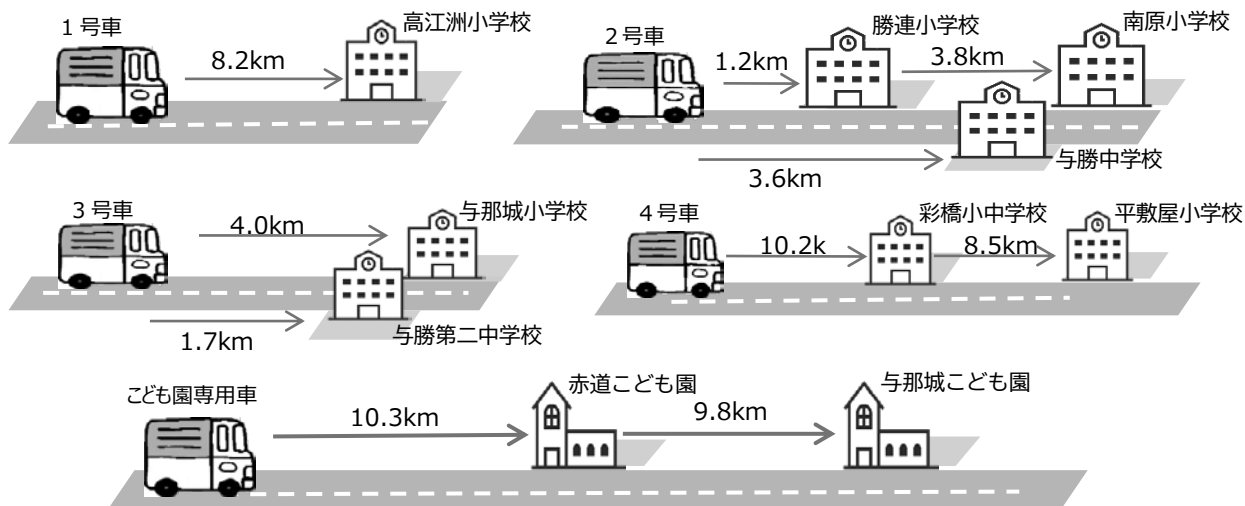 １号車
高江洲小学校
8.2km
２号車
勝連小学校
南原小学校
1.2km
3.8km
与勝中学校
3.6km
３号車
与那城小学校
4.0km
与勝第二中学校
1.7km
４号車
彩橋小中学校
平敷屋小学校
10.2k
8.5km
こども園専用車
赤道こども園
与那城こども園
10.3km
9.8km